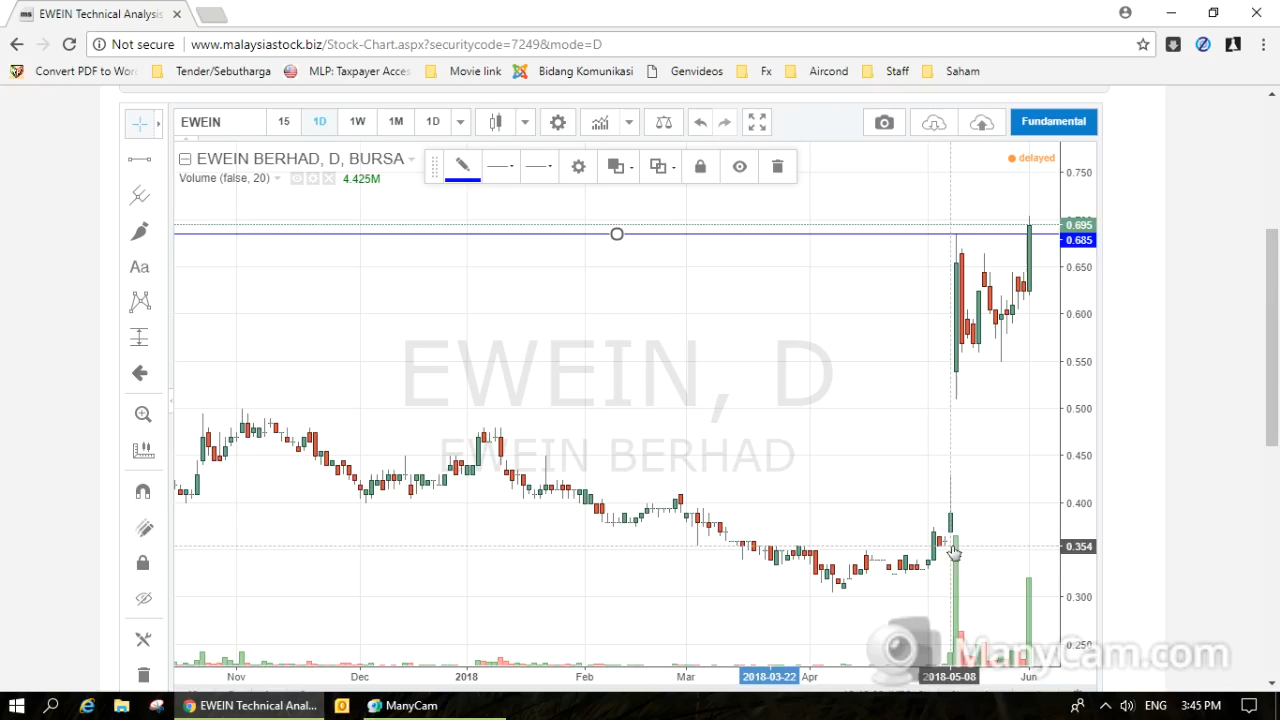 EWEIN Technical Analysis
Not secure
www.malaysiastock.biz/Stock-Chart.aspx?securitycode=7249&mode=D
Convert PDF to Wor
Tender/Sebutharga
MLP: Taxpayer Acces
Movie link
Bidang Komunikasi
Genvideos
Fx
Aircond
Staff
Saham
EWEIN
15
1D
1W
1M
1D
Fundamental
EWEIN BERHAD, D, BURSA
delayed
Volume (false, 20)
4.425M
Aa
0.750
0.695
0.685
0.650
0.600
0.550
0.500
0.450
0.400
0.354
0.300
0.250
EWEIN, D
EWEIN BERHAD
ManyCam.com
Nov
Dec
2018
Feb
Mar
2018-03-22
Apr
2018-05-08
Jun
EWEIN Technical Anal...
ManyCam
ENG
3:45 PM